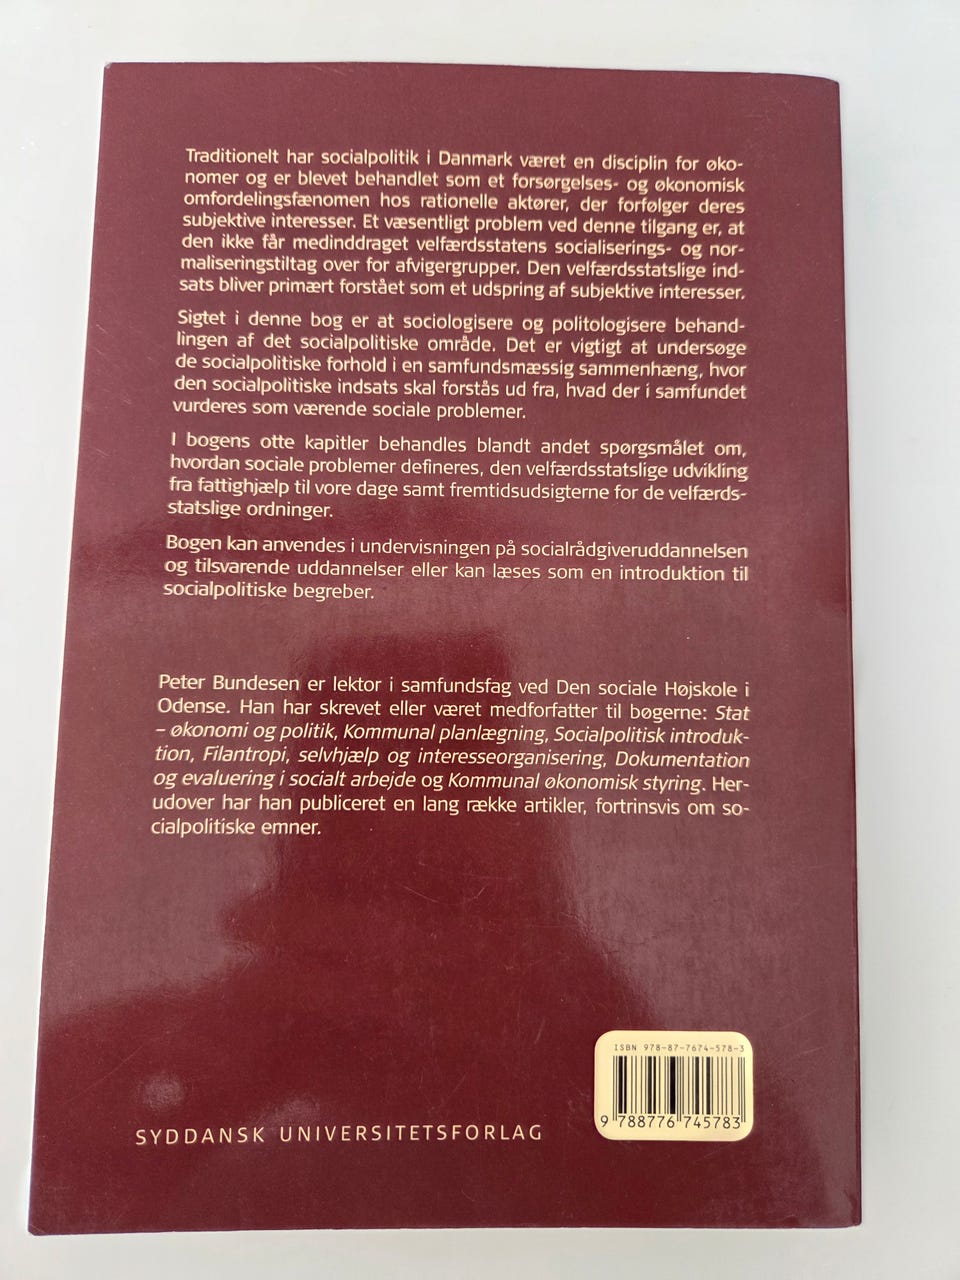 Traditionelt har socialpolitik i Danmark været en disciplin for øko-
nomer og er blevet behandlet som et forsørgelses- og økonomisk
omfordelingsfænomen hos rationelle aktører, der forfølger deres
subjektive interesser. Et væsentligt problem ved denne tilgang er, at
den ikke får medinddraget velfærdsstatens socialiserings- og nor-
maliseringstiltag over for afvigergrupper. Den velfærdsstatslige ind-
sats bliver primært forstået som et udspring af subjektive interesser.
Sigtet i denne bog er at sociologisere og politologisere behand-
lingen af det socialpolitiske område. Det er vigtigt at undersøge
de socialpolitiske forhold i en samfundsmæssig sammenhæng, hvor
den socialpolitiske indsats skal forstås ud fra, hvad der i samfundet
vurderes som værende sociale problemer.
I bogens otte kapitler behandles blandt andet spørgsmålet om,
hvordan sociale problemer defineres, den velfærdsstatslige udvikling
fra fattighjælp til vore dage samt fremtidsudsigterne for de velfærds-
statslige ordninger.
Bogen kan anvendes i undervisningen på socialrådgiveruddannelsen
og tilsvarende uddannelser eller kan læses som en introduktion til
socialpolitiske begreber.
Peter Bundesen er lektor i samfundsfag ved Den sociale Højskole i
Odense. Han har skrevet eller været medforfatter til bøgerne: Stat
– økonomi og politik, Kommunal planlægning, Socialpolitisk introduk-
tion, Filantropi, selvhjælp og interesseorganisering, Dokumentation
og evaluering i socialt arbejde og Kommunal økonomisk styring. Her-
udover har han publiceret en lang række artikler, fortrinsvis om so-
cialpolitiske emner.
ISBN 978-87-7674-578-3
9 788776 745783
SYDDANSK UNIVERSITETSFORLAG